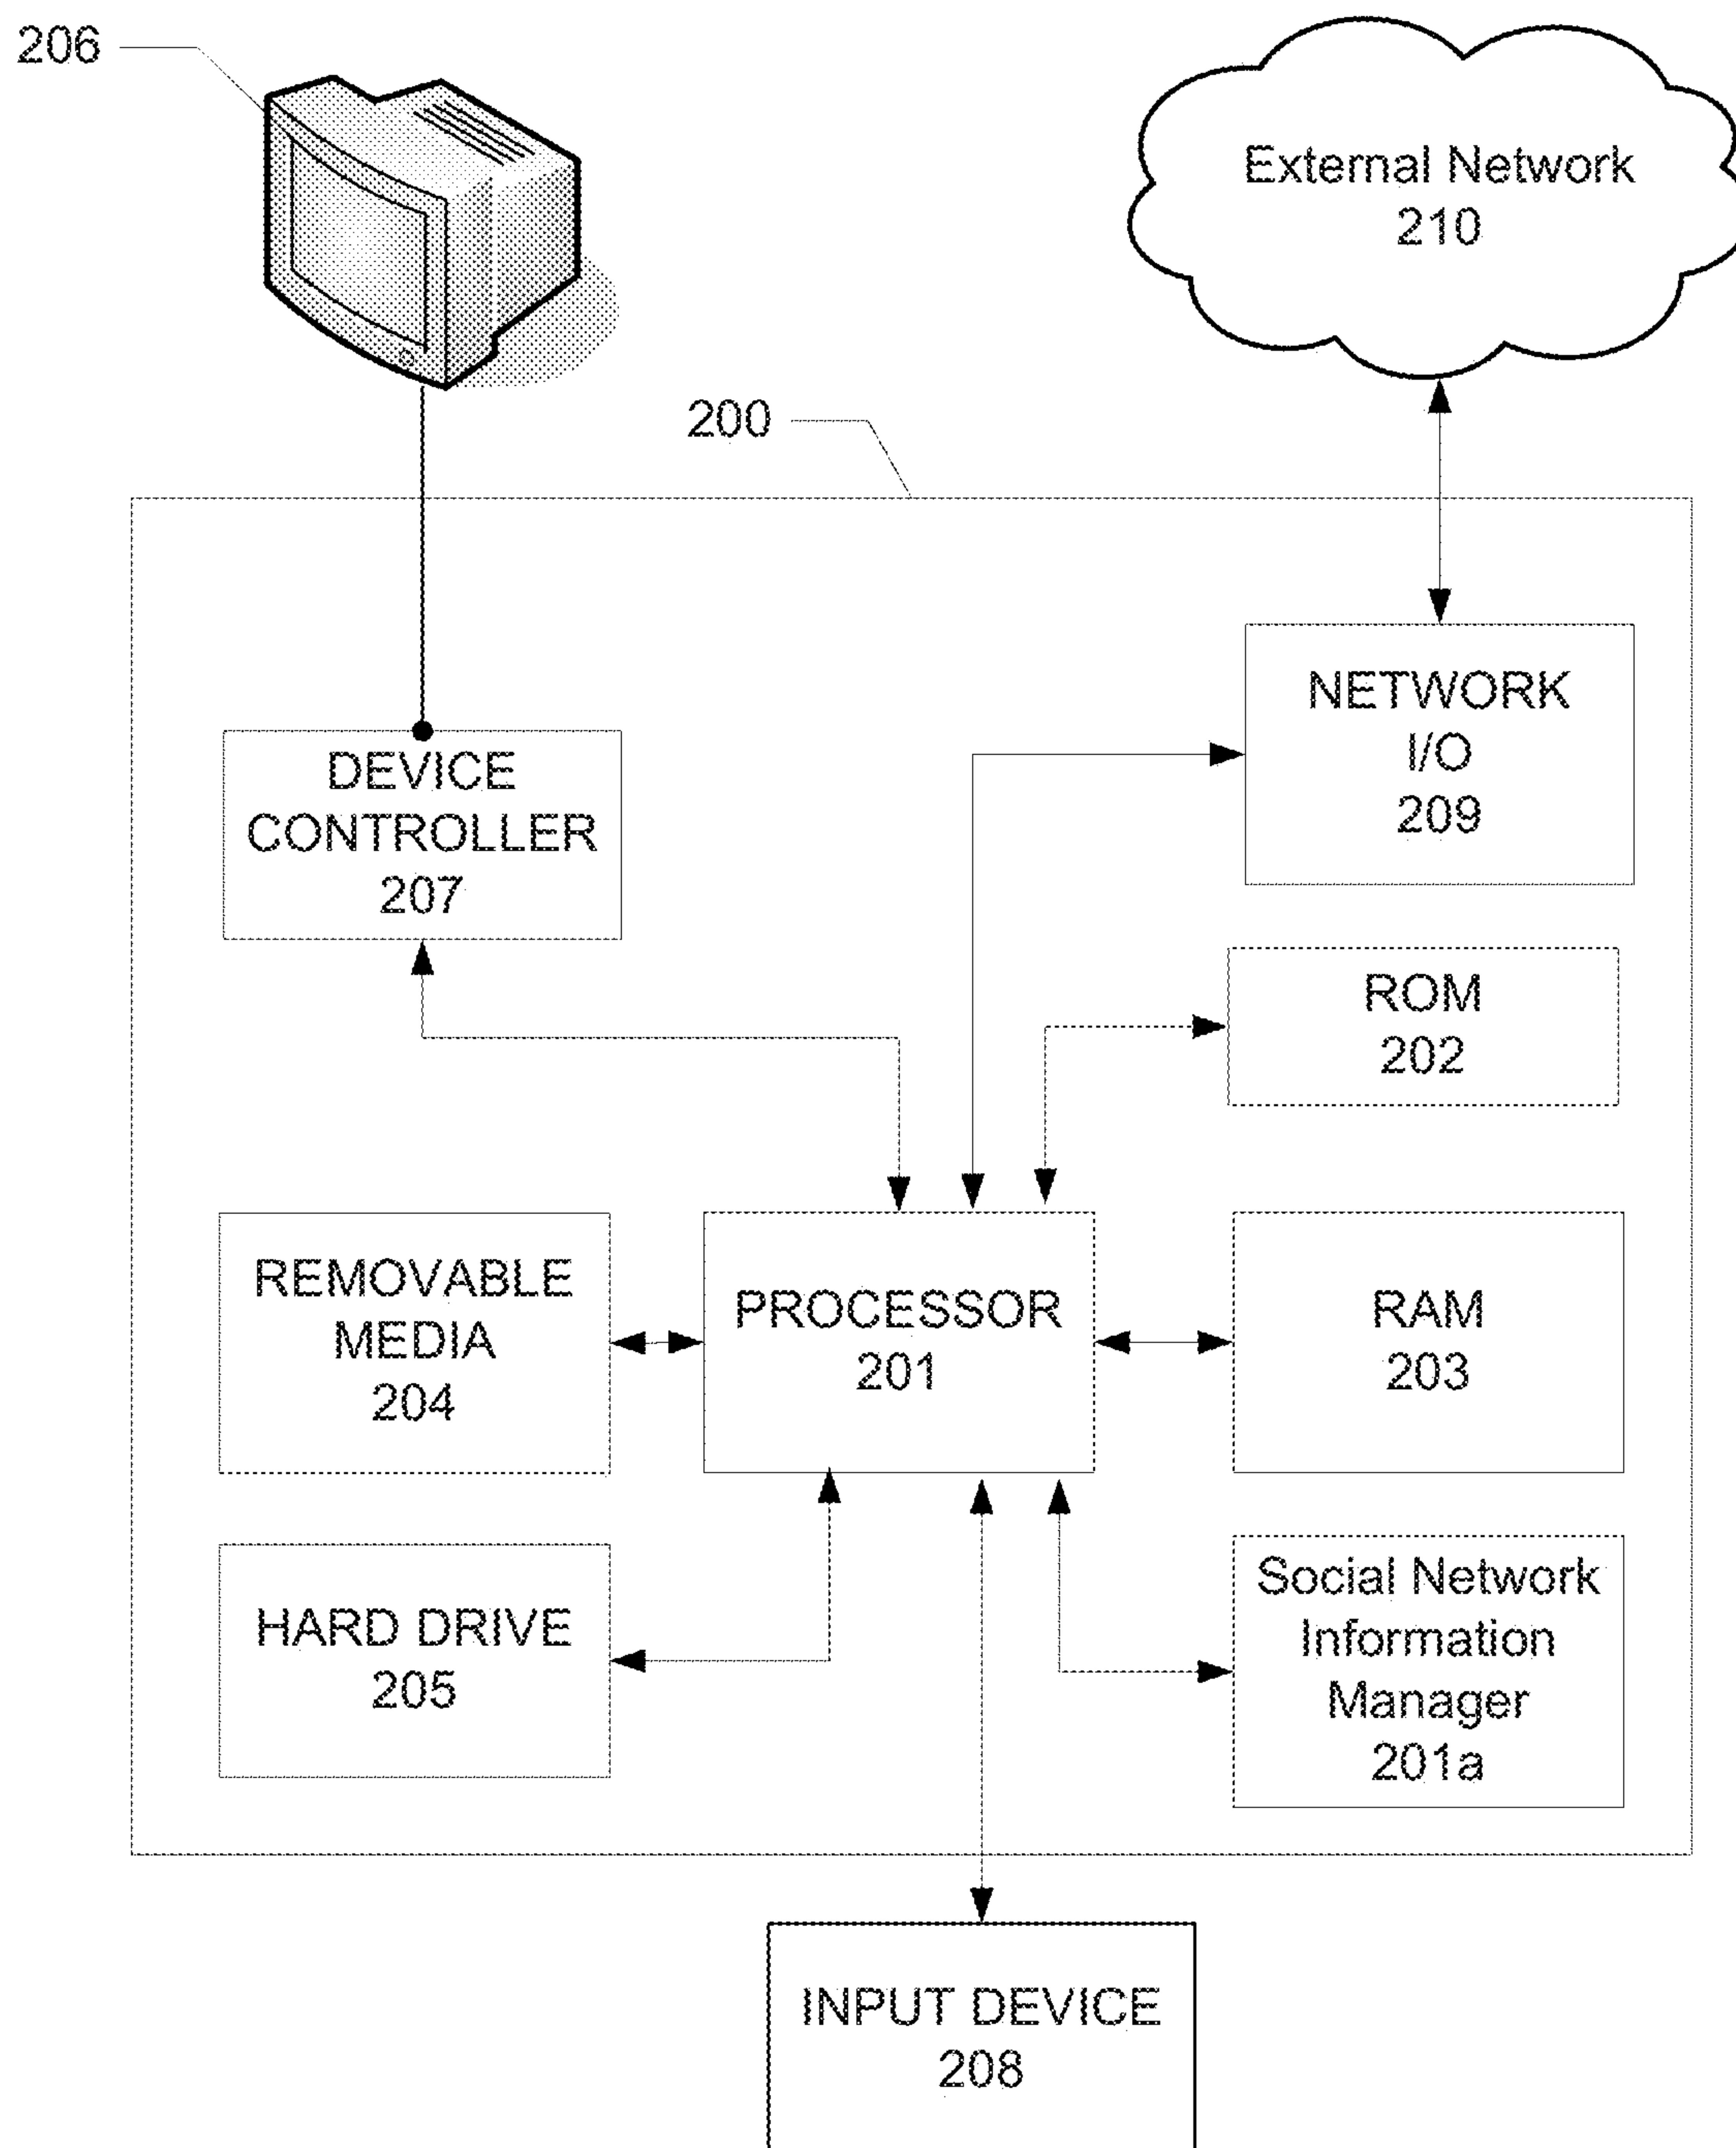 206
External Network
210
200
NETWORK
I/O
209
DEVICE
CONTROLLER
207
ROM
202
REMOVABLE
MEDIA
204
PROCESSOR
201
RAM
203
HARD DRIVE
205
Social Network
Information
Manager
201a
INPUT DEVICE
208